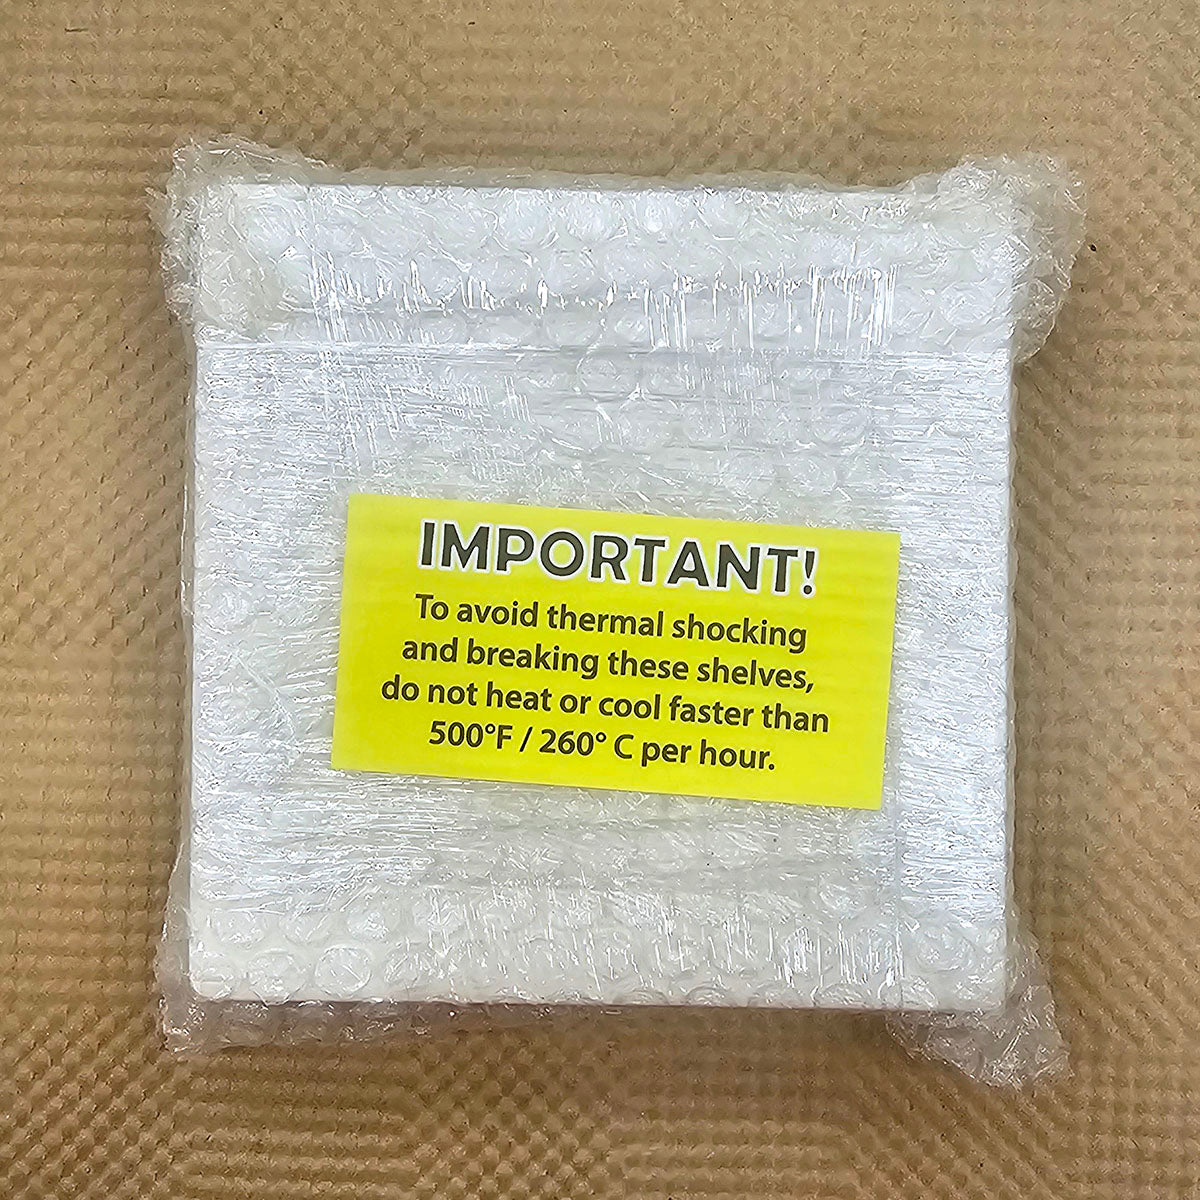 IMPORTANT!
To avoid thermal shocking
and breaking these shelves,
do not heat or cool faster than
500°F / 260° C per hour.